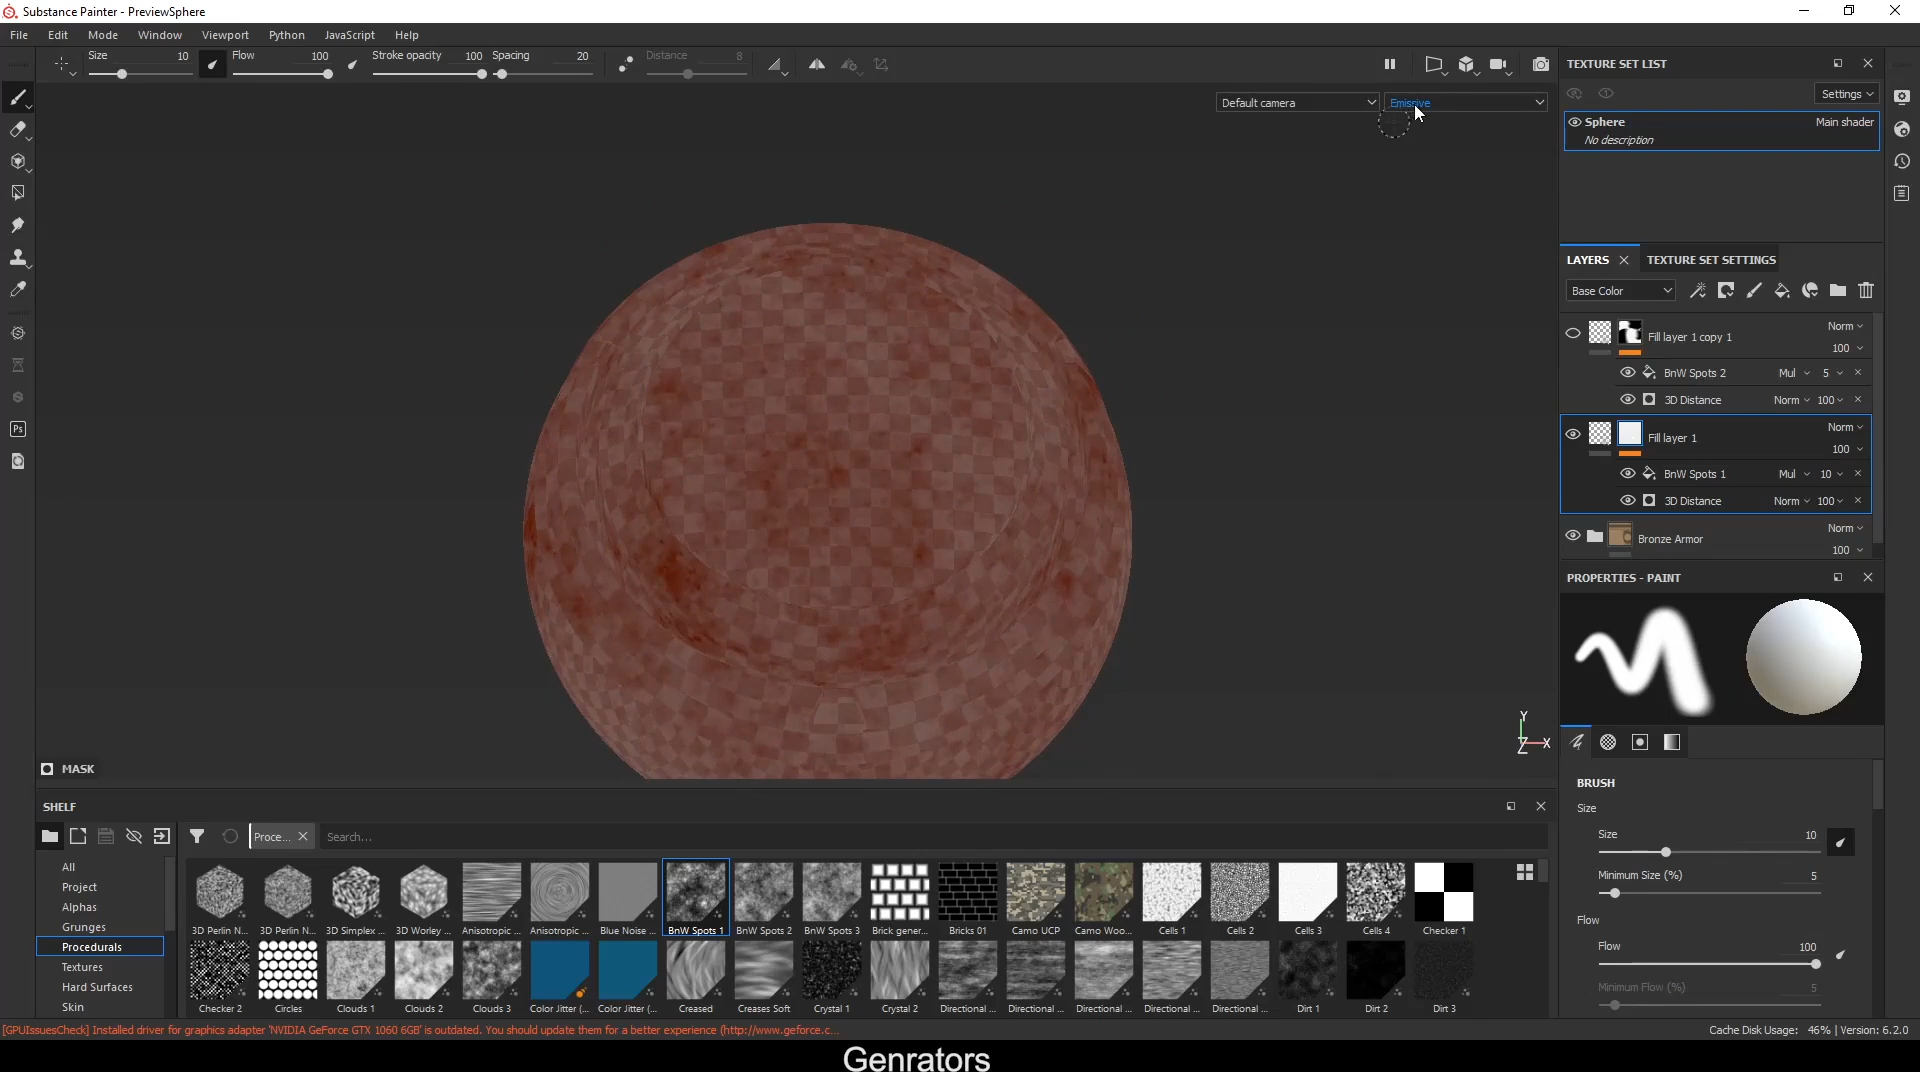 Substance Painter - PreviewSphere
File Edit Mode Window Viewport Python JavaScript Help
Size 10 Flow 100 Stroke opacity 100 Spacing 20 Distance 8
Default camera Emissive
TEXTURE SET LIST
Settings
Sphere Main shader
No description
LAYERS TEXTURE SET SETTINGS
Base Color
Fill layer 1 copy 1 Norm
100
BnW Spots 2 Mul 5
3D Distance Norm 100
Fill layer 1 Norm
100
BnW Spots 1 Mul 10
3D Distance Norm 100
Bronze Armor Norm
100
PROPERTIES - PAINT
Y
Z X
MASK
BRUSH
Size
Size 10
Minimum Size (%) 5
Flow
Flow 100
Minimum Flow (%) 5
SHELF
Proce... Search...
All
Project
Alphas
Grunges
Procedurals
Textures
Hard Surfaces
Skin
3D Perlin N... 3D Perlin N... 3D Simplex ... 3D Worley ... Anisotropic ... Anisotropic ... Blue Noise ... BnW Spots 1 BnW Spots 2 BnW Spots 3 Brick gener... Bricks 01 Camo UCP Camo Woo... Cells 1 Cells 2 Cells 3 Cells 4 Checker 1
Checker 2 Circles Clouds 1 Clouds 2 Clouds 3 Color Jitter (... Color Jitter (... Creased Creases Soft Crystal 1 Crystal 2 Directional ... Directional ... Directional ... Directional ... Directional ... Dirt 1 Dirt 2 Dirt 3
[GPUIssuesCheck] Installed driver for graphics adapter 'NVIDIA GeForce GTX 1060 6GB' is outdated. You should update them for a better experience (http://www.geforce.c...
Cache Disk Usage: 46% | Version: 6.2.0
Genrators